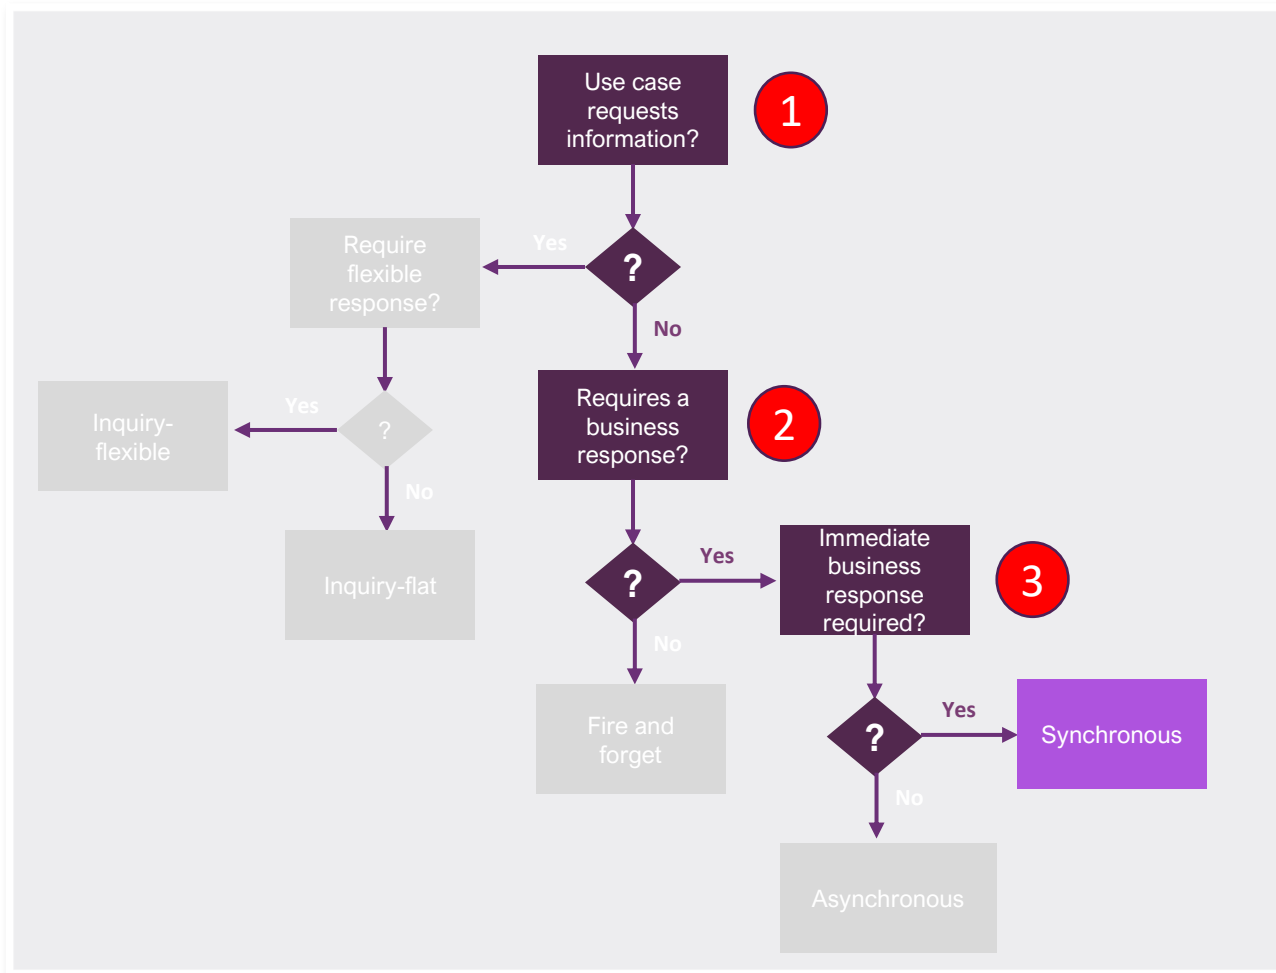 Use case
requests
information?
1
Yes
?
Require
flexible
response?
No
Requires a
business
response?
2
Yes
?
Inquiry-
flexible
No
Inquiry-flat
?
Yes
Immediate
business
response
required?
3
No
Fire and
forget
?
Yes
Synchronous
No
Asynchronous